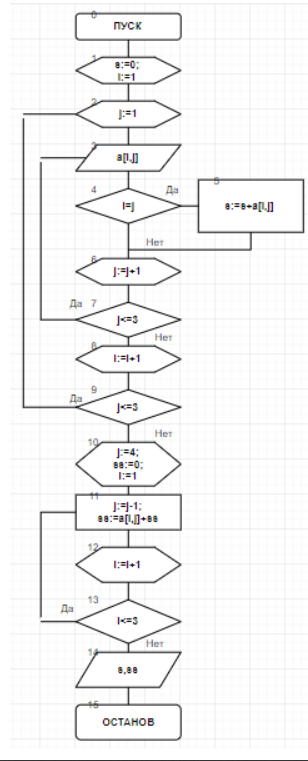 0
ПУСК
1
s:=0;
i:=1
2
j:=1
3
a[i,j]
4
Да
5
i=j
s:=s+a[i,j]
Нет
6
j:=j+1
Да
7
j<=3
Нет
8
i:=i+1
9
Да
j<=3
Нет
10
j:=4;
ss:=0;
i:=1
11
j:=j-1;
ss:=a[i,j]+ss
12
i:=i+1
13
Да
i<=3
Нет
14
s,ss
15
ОСТАНОВ